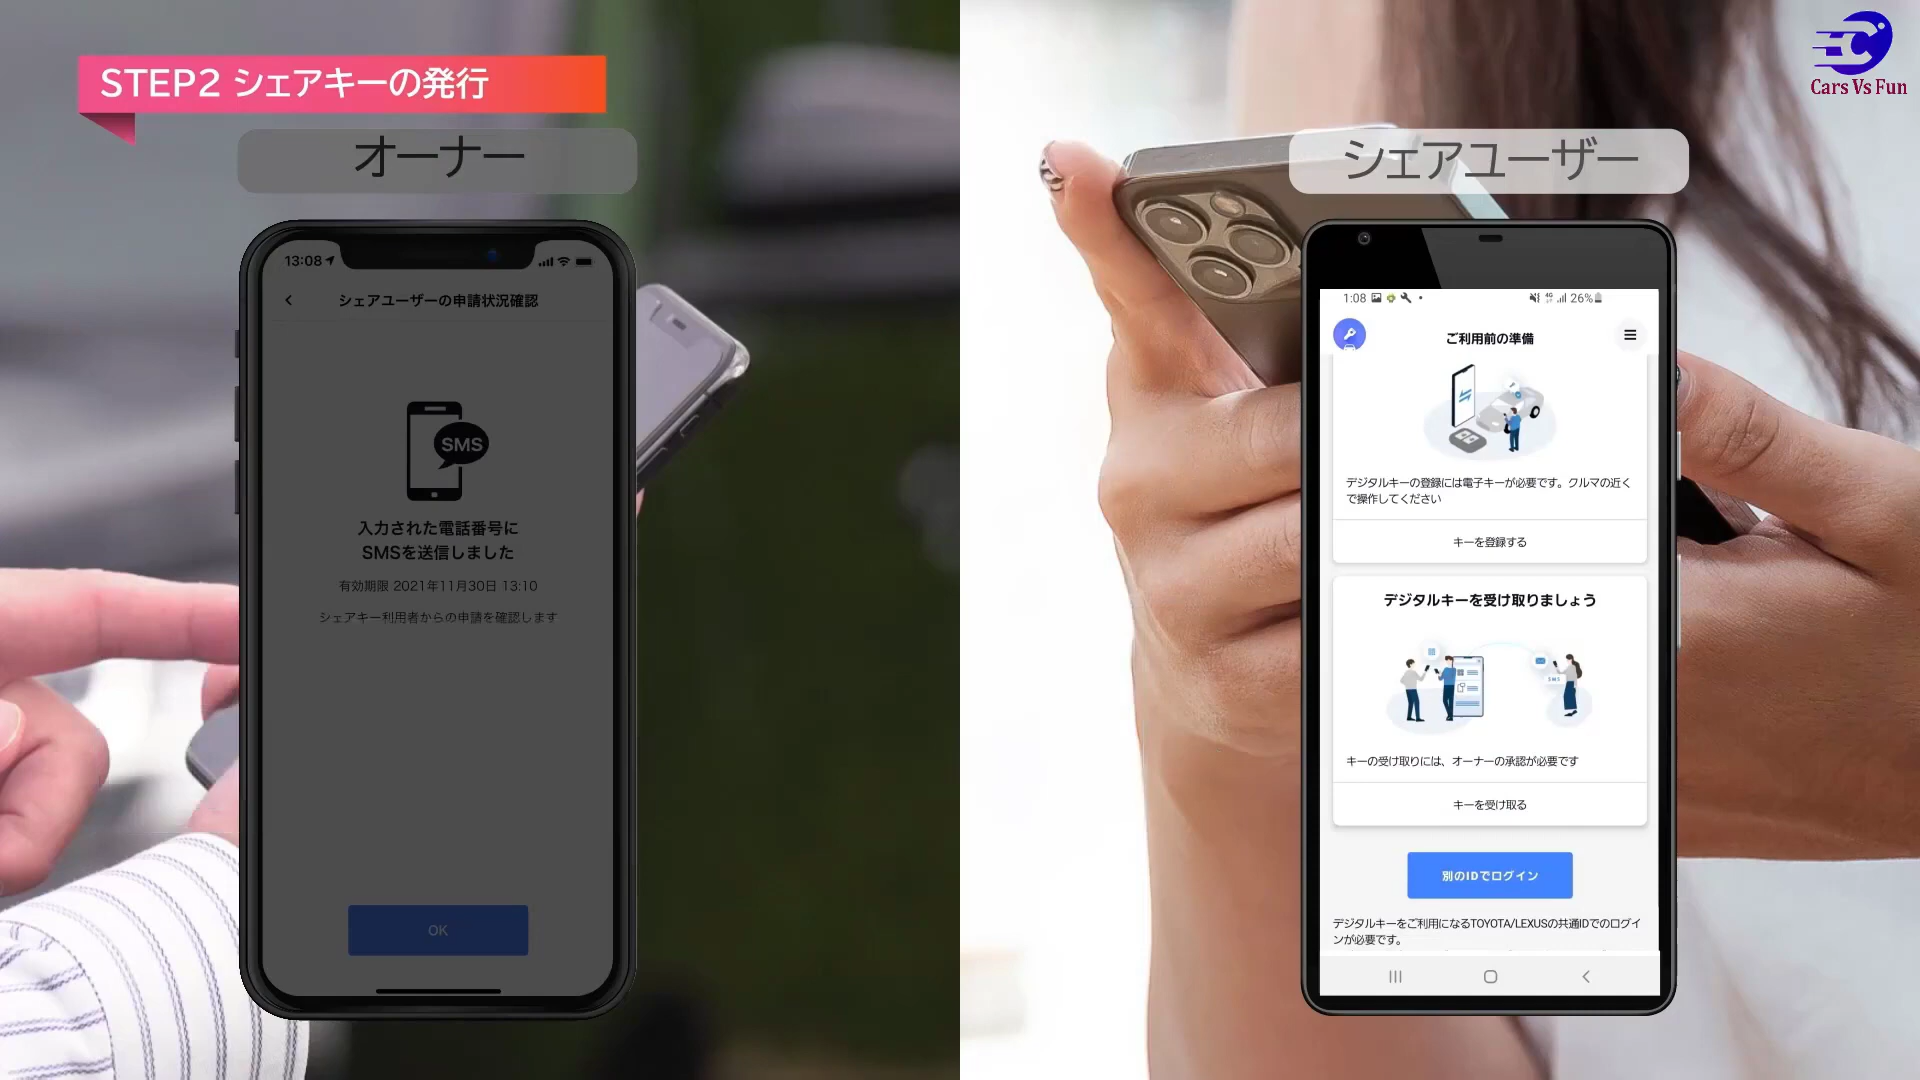 STEP2 シェアキーの発行
オーナー
13:08
シェアユーザーの申請状況確認
SMS
入力された電話番号に
SMSを送信しました
有効期限 2021年11月30日 13:10
シェアキー利用者からの申請を確認します
OK
Cars Vs Fun
シェアユーザー
1:08
4G
26%
ご利用前の準備
デジタルキーの登録には電子キーが必要です。クルマの近く
で操作してください
キーを登録する
デジタルキーを受け取りましょう
SMS
キーの受け取りには、オーナーの承認が必要です
キーを受け取る
別のIDでログイン
デジタルキーをご利用になるTOYOTA/LEXUSの共通IDでのログイ
ンが必要です。